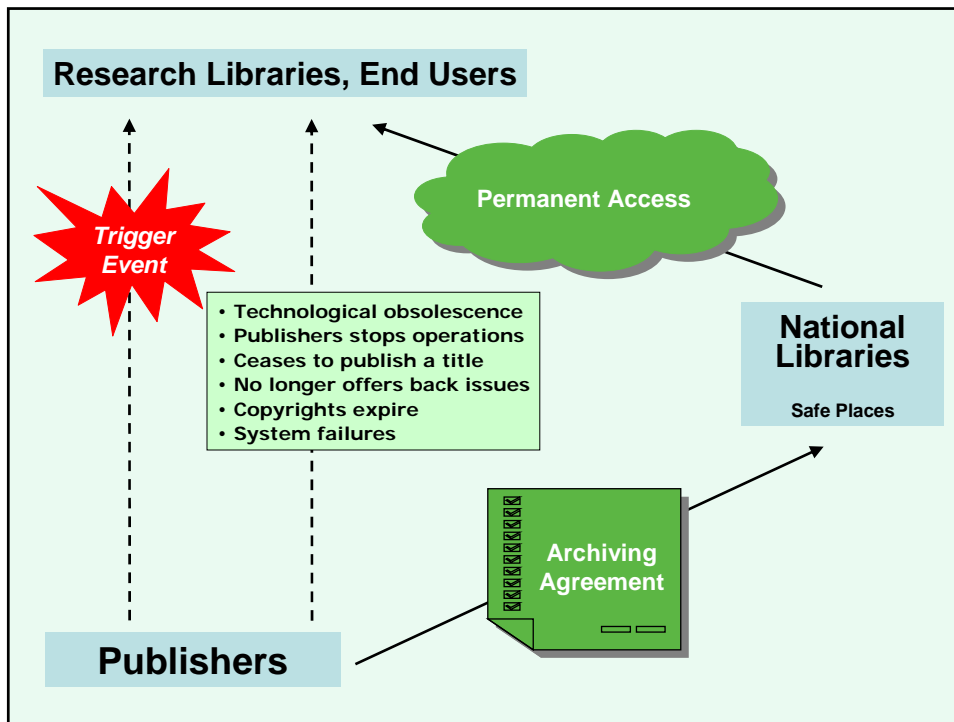 Research Libraries, End Users
Permanent Access
Trigger
Event
• Technological obsolescence
• Publishers stops operations
• Ceases to publish a title
• No longer offers back issues
• Copyrights expire
• System failures
National
Libraries
Safe Places
Archiving
Agreement
Publishers